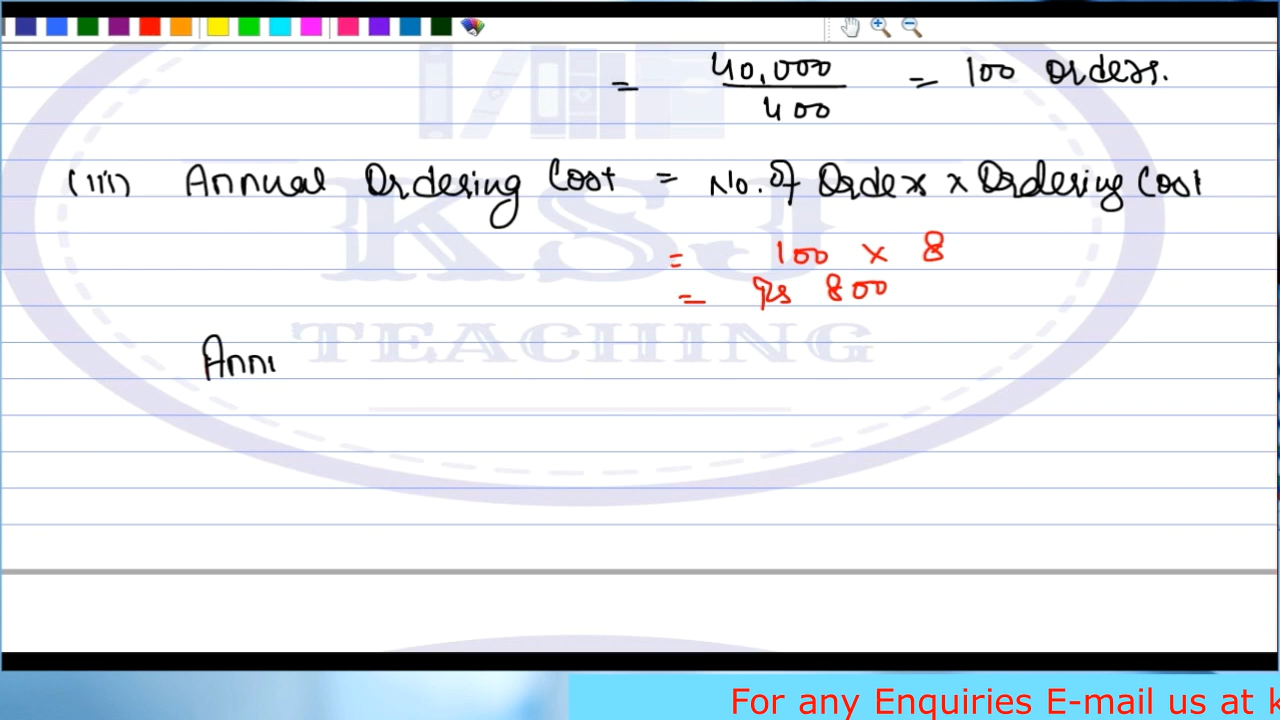 = 40,000 / 400 = 100 Orders.
(iii) Annual Ordering Cost = No. of Order x Ordering Cost
= 100 x 8
= Rs 800
Ann
KSJ
TEACHING
For any Enquiries E-mail us at k